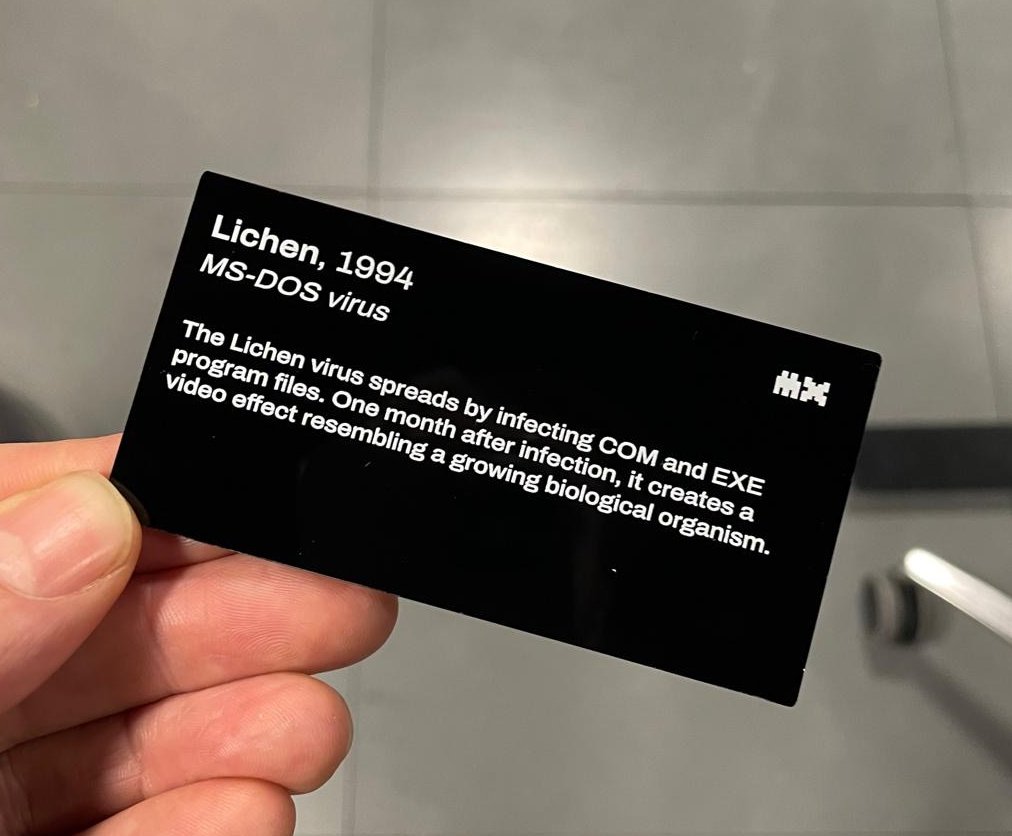 Lichen, 1994
MS-DOS virus
mx
The Lichen virus spreads by infecting COM and EXE
program files. One month after infection, it creates a
video effect resembling a growing biological organism.